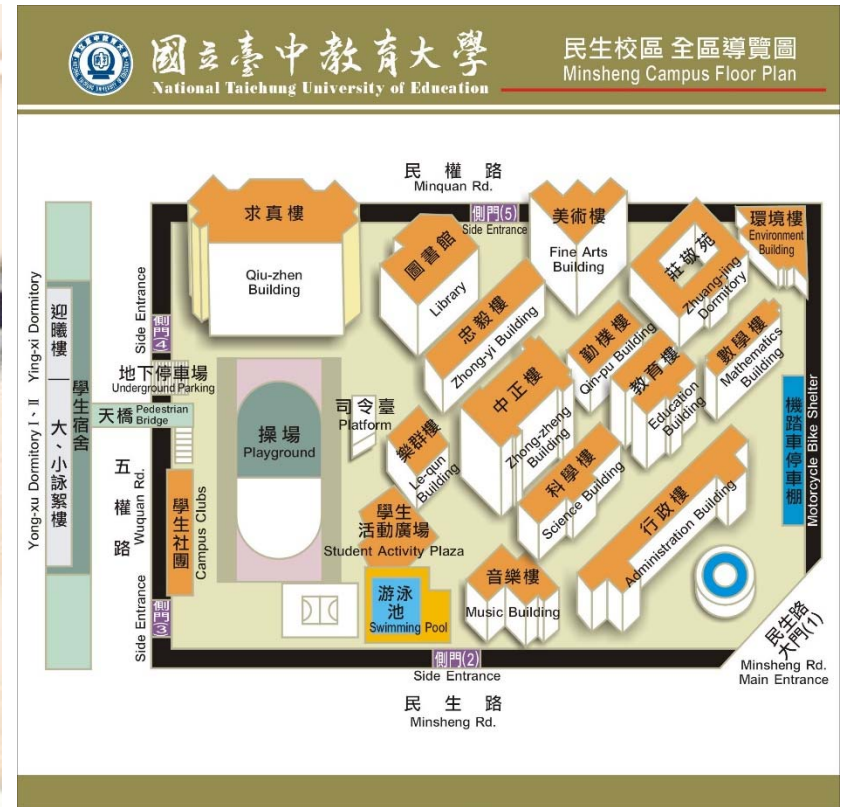 國立臺中教育大學
National Taichung University of Education
民生校區 全區導覽圖
Minsheng Campus Floor Plan
民 權 路
Minquan Rd.
求真樓
Qiu-zhen
Building
圖書館
Library
側門(5)
Side Entrance
美術樓
Fine Arts
Building
莊敬苑
Zhuang-jing
Dormitory
環境樓
Environment
Building
忠毅樓
Zhong-yi Building
勤樸樓
Qin-pu Building
教育樓
Education
Building
數學樓
Mathematics
Building
機踏車停車棚
Motorcycle Bike Shelter
Side Entrance
側門4
地下停車場
Underground Parking
天橋
Pedestrian
Bridge
迎曦樓
大、小詠絮樓
Ying-xi Dormitory
Yong-xu Dormitory I、II
學生宿舍
五權路
Wuquan Rd.
學生社團
Campus Clubs
Side Entrance
側門3
操場
Playground
司令臺
Platform
樂群樓
Le-qun
Building
中正樓
Zhong-zheng
Building
科學樓
Science Building
行政樓
Administration Building
學生
活動廣場
Student Activity Plaza
游泳
池
Swimming Pool
音樂樓
Music Building
側門(2)
Side Entrance
民 生 路
Minsheng Rd.
民生路
大門(1)
Minsheng Rd.
Main Entrance